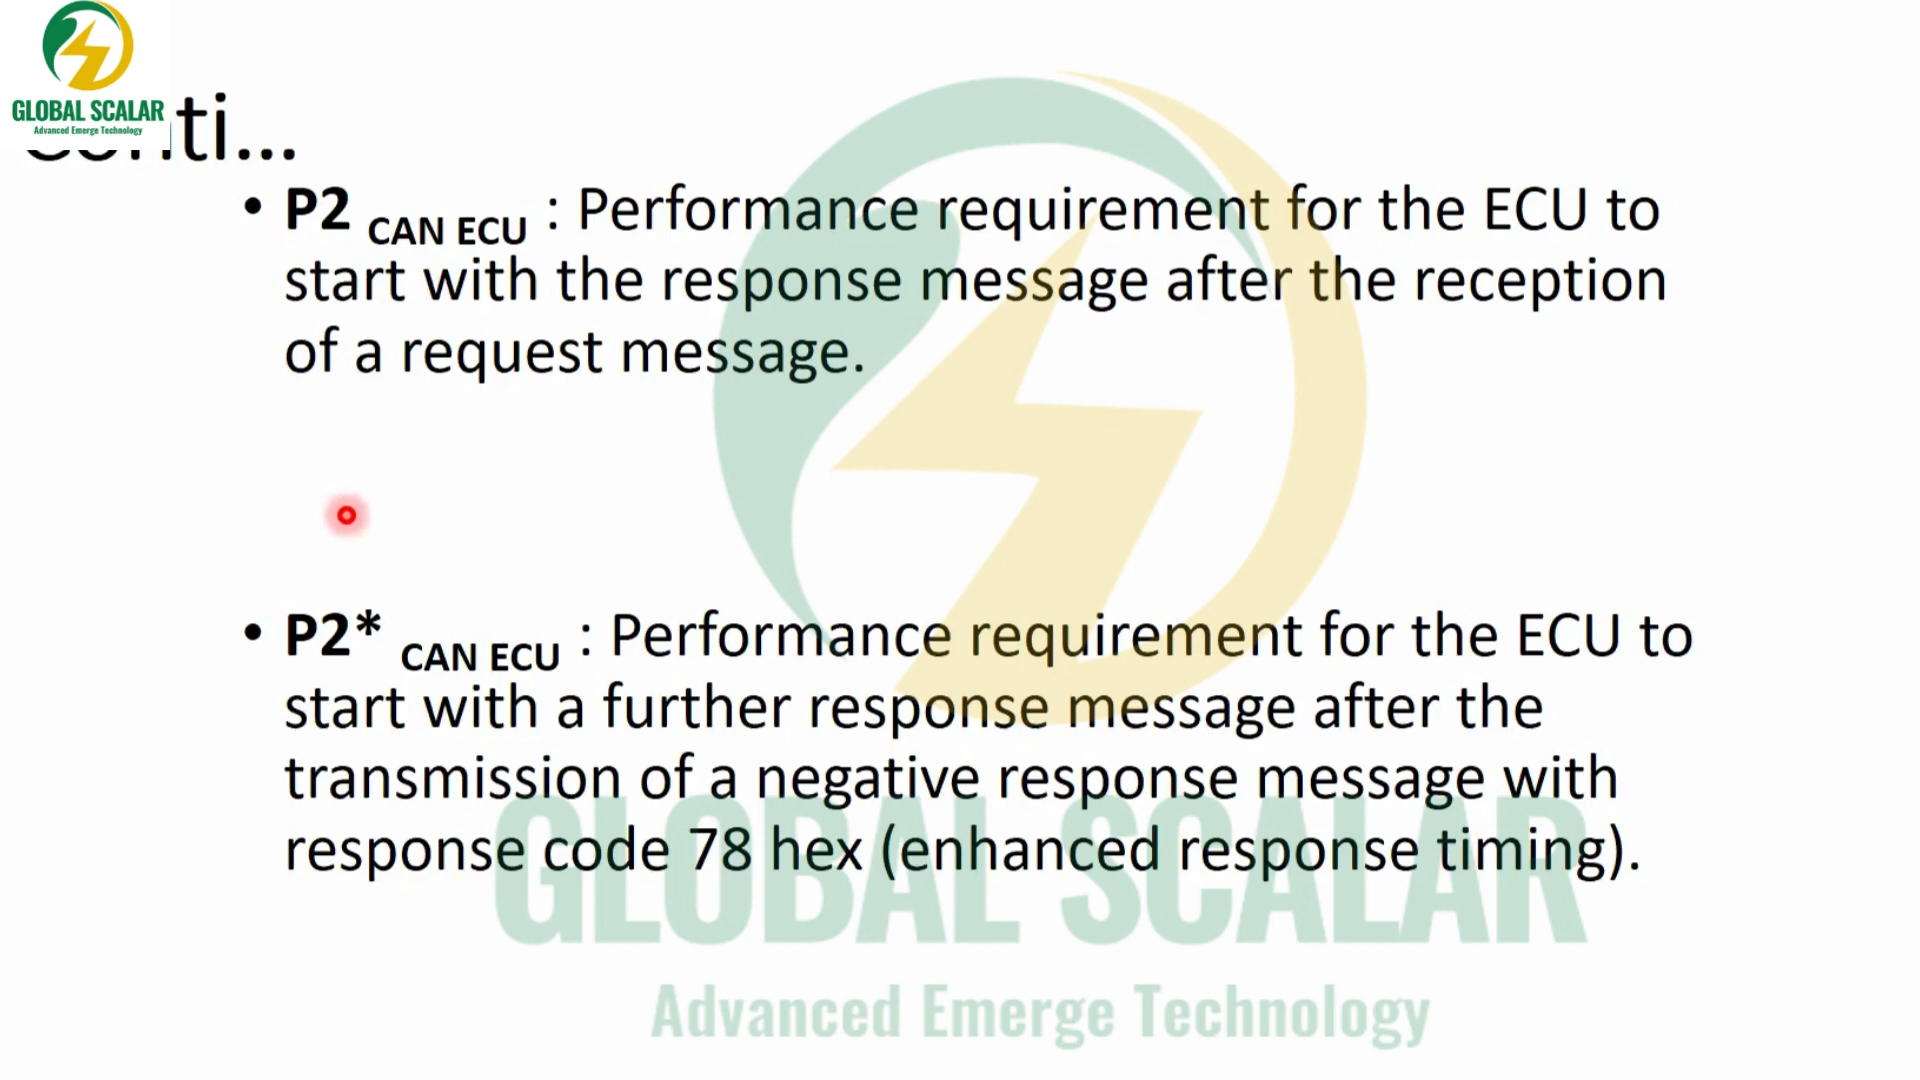 GLOBAL SCALAR
Advanced Emerge Technology
• P2 CAN ECU : Performance requirement for the ECU to
start with the response message after the reception
of a request message.
• P2* CAN ECU : Performance requirement for the ECU to
start with a further response message after the
transmission of a negative response message with
response code 78 hex (enhanced response timing).
GLOBAL SCALAR
Advanced Emerge Technology